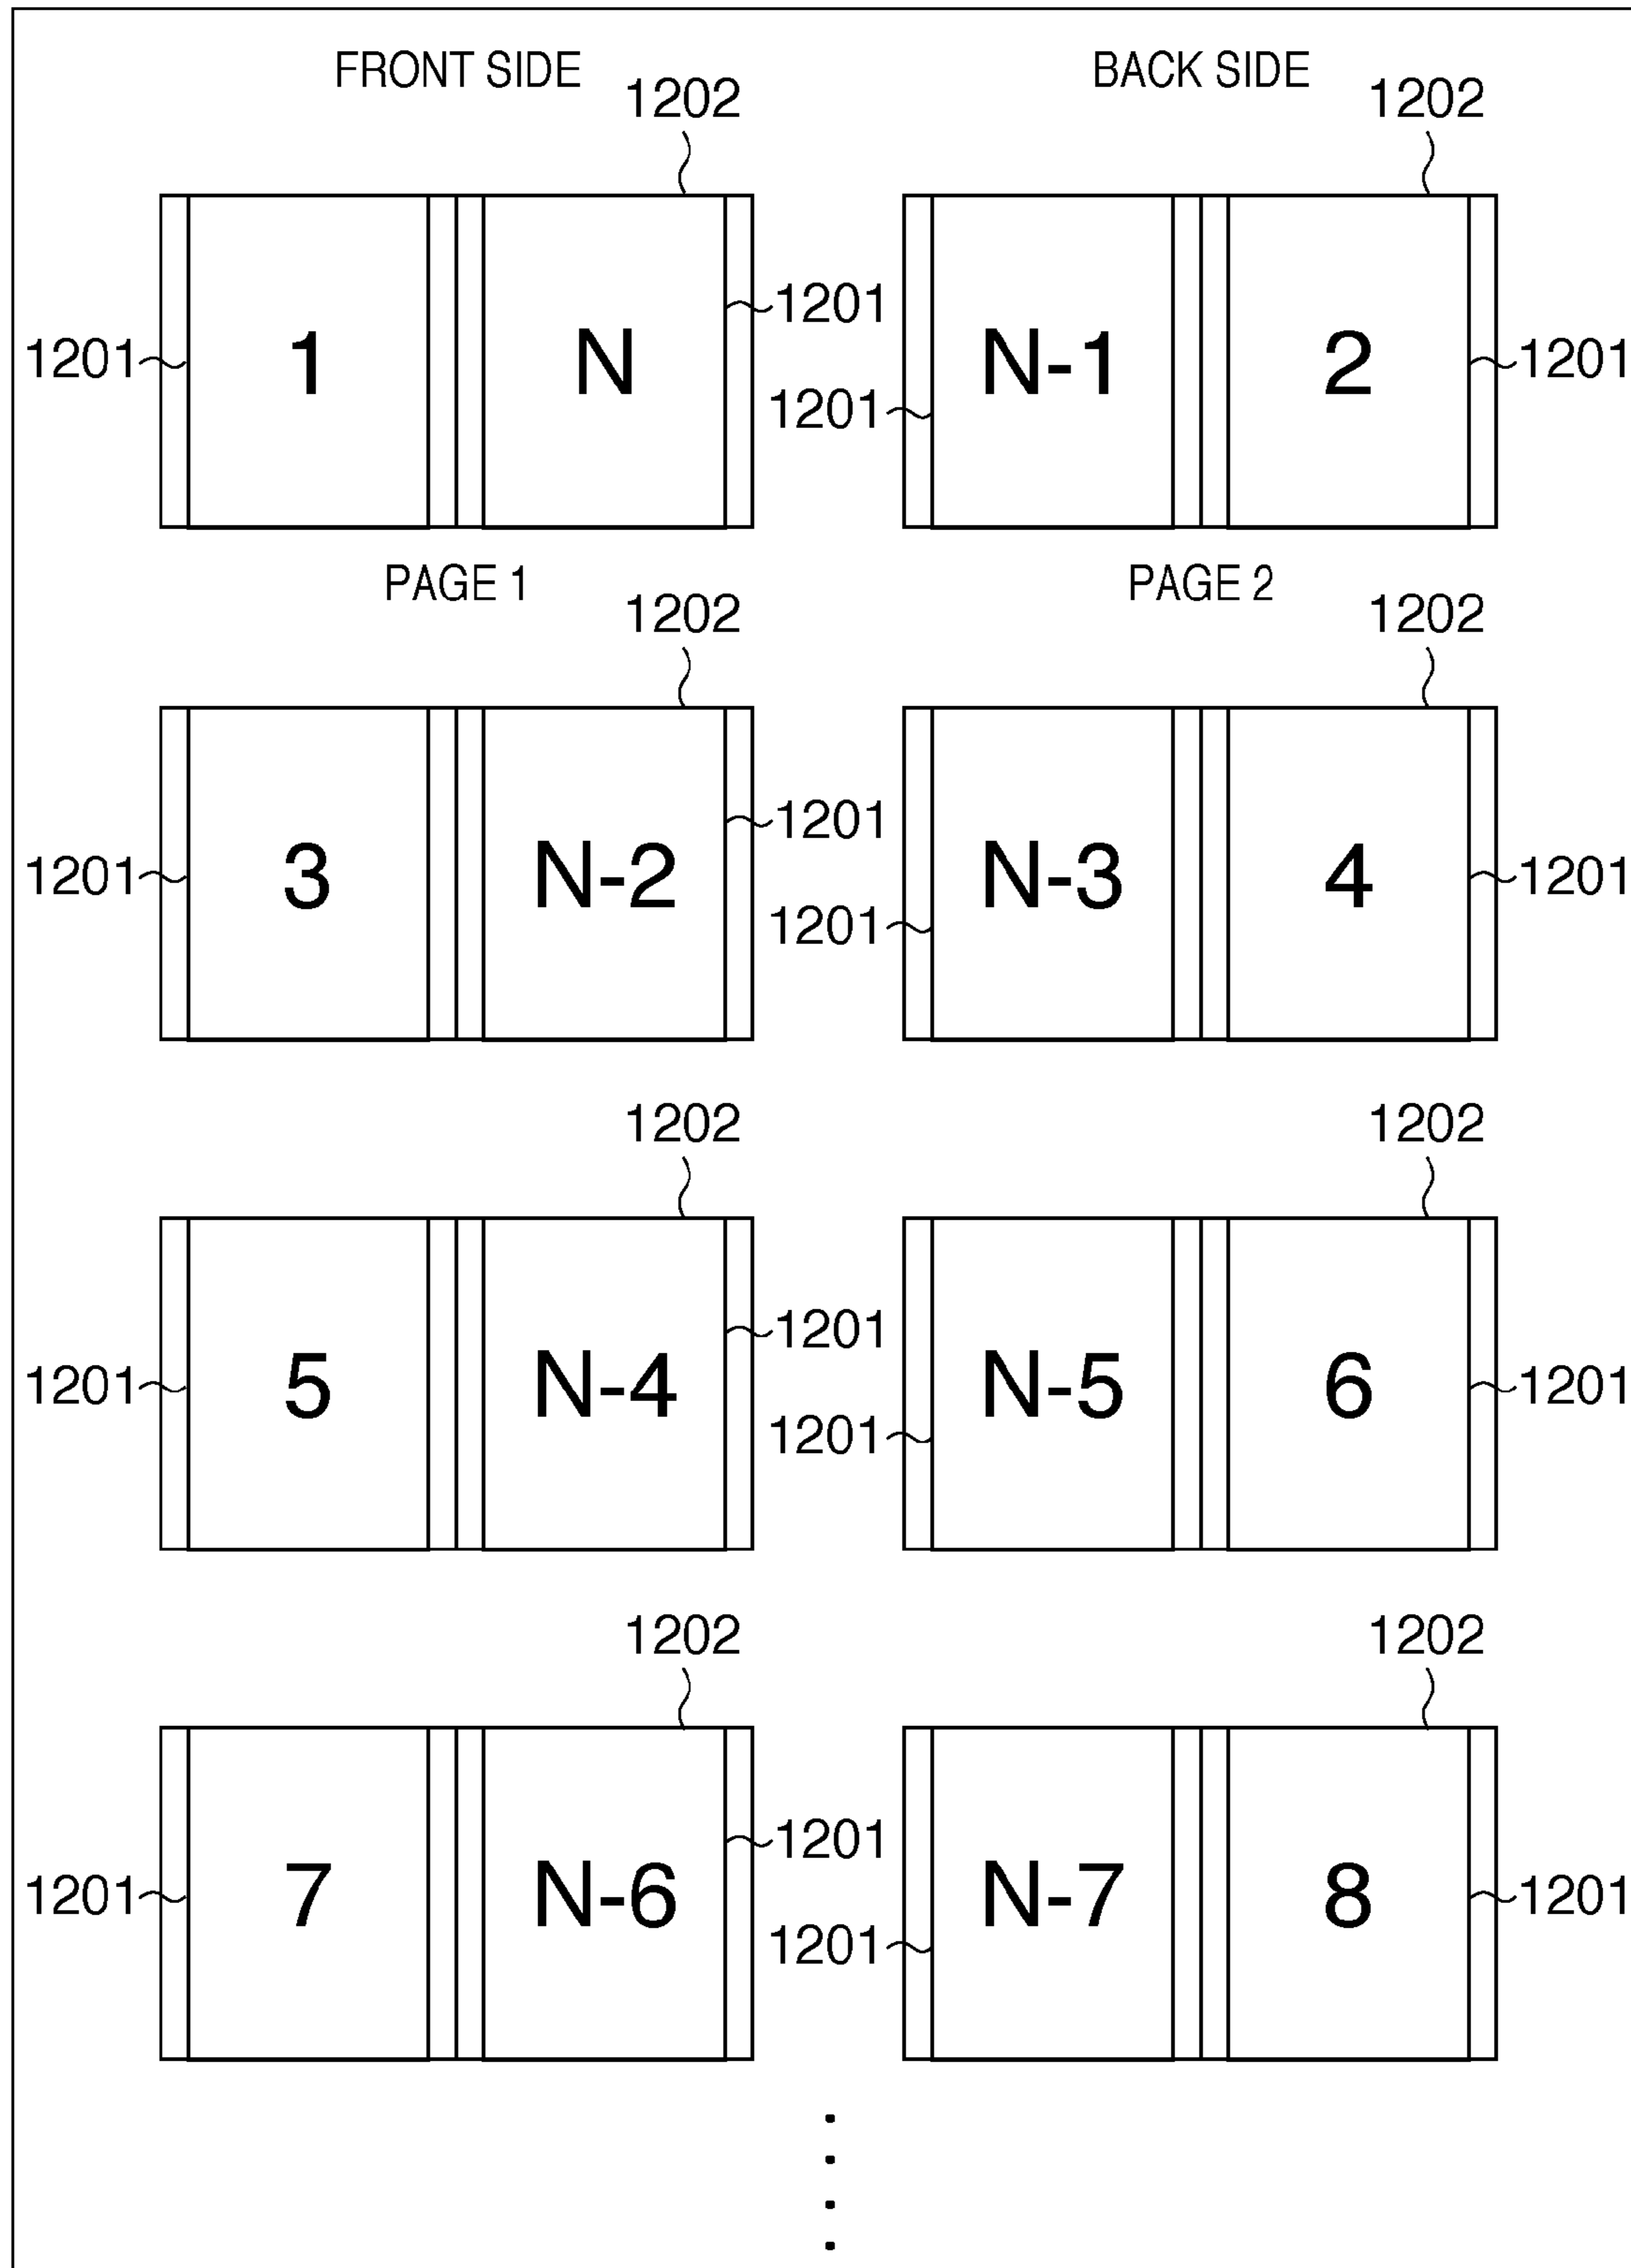 FRONT SIDE BACK SIDE
1202 1202
1201 1201
1201 1 N N-1 2 1201
1201
PAGE 1 PAGE 2
1202 1202
1201
1201 3 N-2 N-3 4 1201
1201
1202 1202
1201
1201 5 N-4 N-5 6 1201
1201
1202 1202
1201
1201 7 N-6 N-7 8 1201
1201